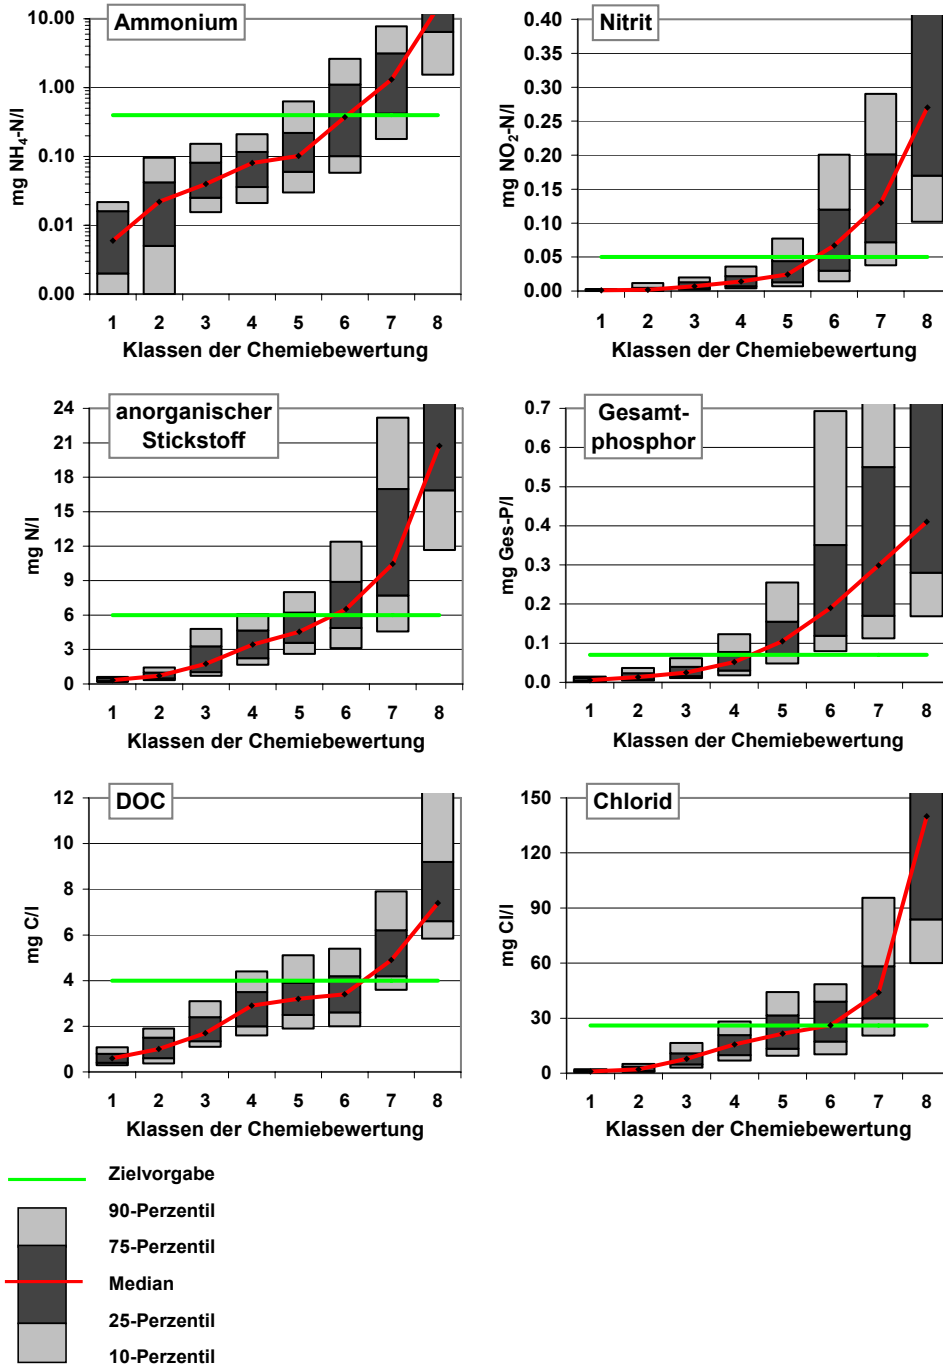 Ammonium
mg NH₄-N/l
10.00
1.00
0.10
0.01
0.00
1 2 3 4 5 6 7 8
Klassen der Chemiebewertung
Nitrit
mg NO₂-N/l
0.40
0.35
0.30
0.25
0.20
0.15
0.10
0.05
0.00
1 2 3 4 5 6 7 8
Klassen der Chemiebewertung
anorganischer
Stickstoff
mg N/l
24
21
18
15
12
9
6
3
0
1 2 3 4 5 6 7 8
Klassen der Chemiebewertung
Gesamt-
phosphor
mg Ges-P/l
0.7
0.6
0.5
0.4
0.3
0.2
0.1
0.0
1 2 3 4 5 6 7 8
Klassen der Chemiebewertung
DOC
mg C/l
12
10
8
6
4
2
0
1 2 3 4 5 6 7 8
Klassen der Chemiebewertung
Chlorid
mg Cl/l
150
120
90
60
30
0
1 2 3 4 5 6 7 8
Klassen der Chemiebewertung
Zielvorgabe
90-Perzentil
75-Perzentil
Median
25-Perzentil
10-Perzentil